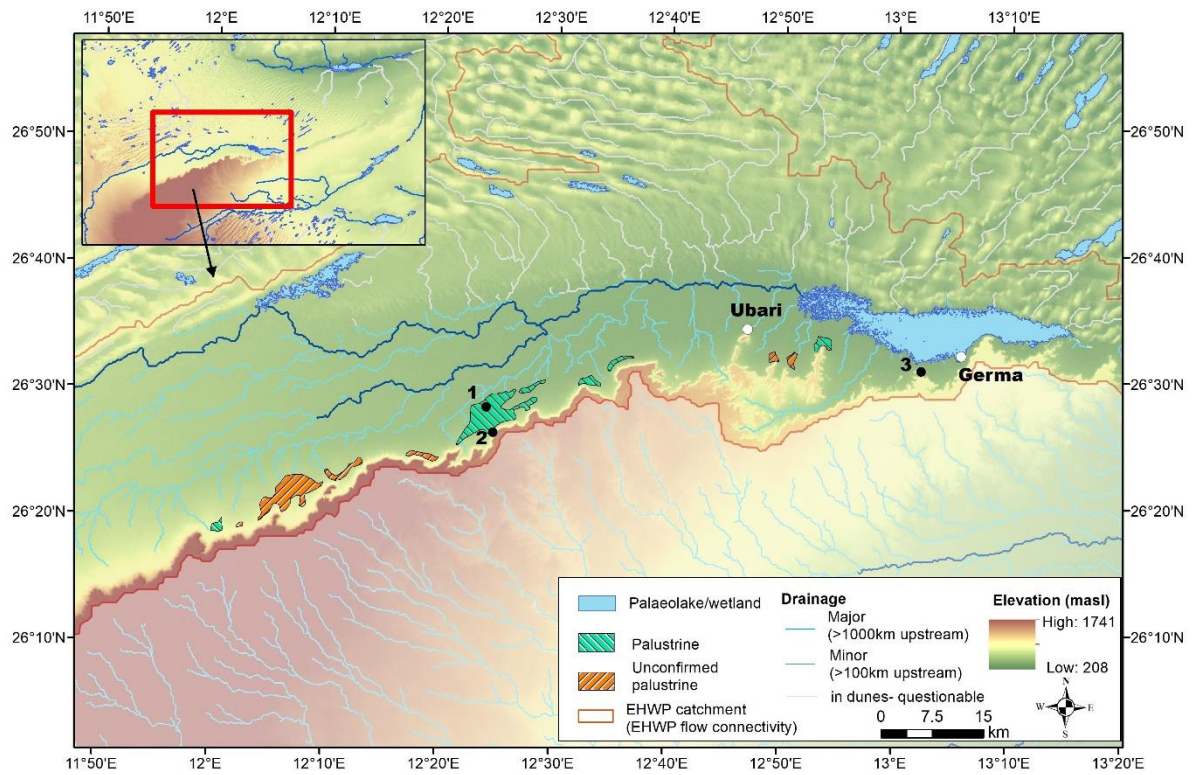 11°50'E 12°E 12°10'E 12°20'E 12°30'E 12°40'E 12°50'E 13°E 13°10'E
26°50'N 26°50'N
26°40'N 26°40'N
Ubari
26°30'N 3 26°30'N
Germa
1
2
26°20'N 26°20'N
26°10'N 26°10'N
Palaeolake/wetland
Palustrine
Unconfirmed
palustrine
EHWP catchment
(EHWP flow connectivity)
Drainage
Major
(>1000km upstream)
Minor
(>100km upstream)
in dunes- questionable
0 7.5 15
km
Elevation (masl)
High: 1741
Low: 208
N
W E
S
11°50'E 12°E 12°10'E 12°20'E 12°30'E 12°40'E 12°50'E 13°E 13°10'E 13°20'E